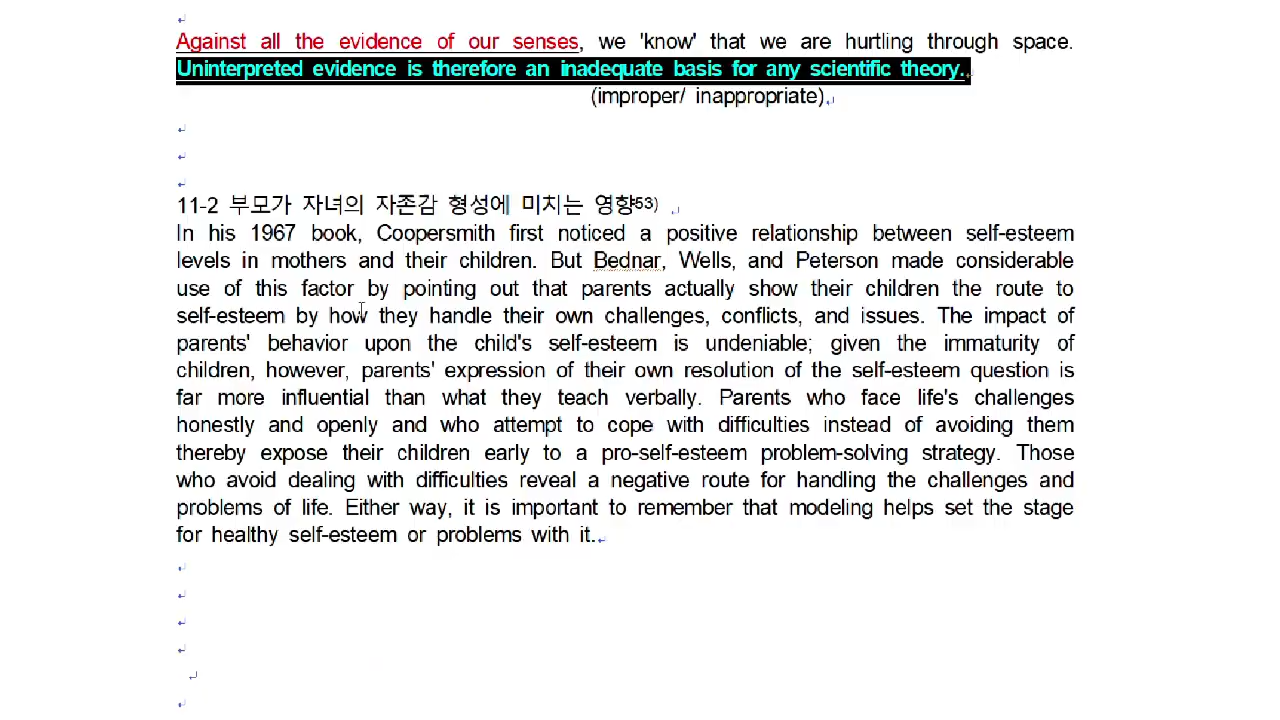 Against all the evidence of our senses, we 'know' that we are hurtling through space.
Uninterpreted evidence is therefore an inadequate basis for any scientific theory.
(improper/ inappropriate)
11-2 부모가 자녀의 자존감 형성에 미치는 영향53)
In his 1967 book, Coopersmith first noticed a positive relationship between self-esteem
levels in mothers and their children. But Bednar, Wells, and Peterson made considerable
use of this factor by pointing out that parents actually show their children the route to
self-esteem by how they handle their own challenges, conflicts, and issues. The impact of
parents' behavior upon the child's self-esteem is undeniable; given the immaturity of
children, however, parents' expression of their own resolution of the self-esteem question is
far more influential than what they teach verbally. Parents who face life's challenges
honestly and openly and who attempt to cope with difficulties instead of avoiding them
thereby expose their children early to a pro-self-esteem problem-solving strategy. Those
who avoid dealing with difficulties reveal a negative route for handling the challenges and
problems of life. Either way, it is important to remember that modeling helps set the stage
for healthy self-esteem or problems with it.